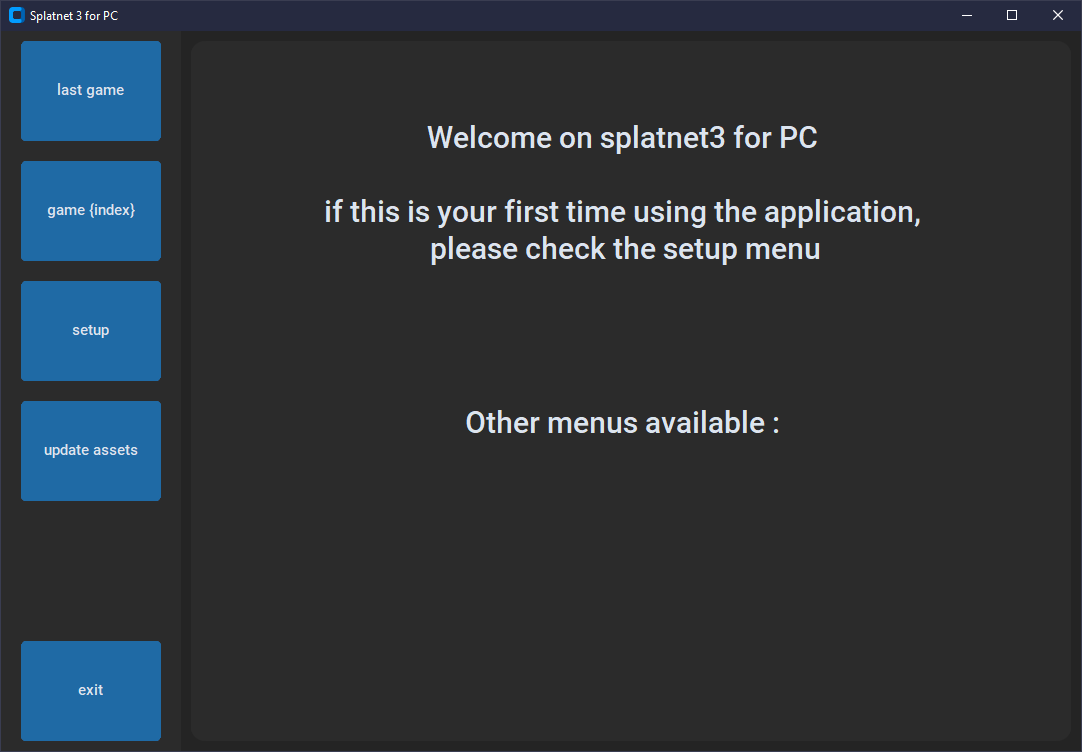 Splatnet 3 for PC
last game
game {index}
setup
update assets
exit
Welcome on splatnet3 for PC
if this is your first time using the application,
please check the setup menu
Other menus available :